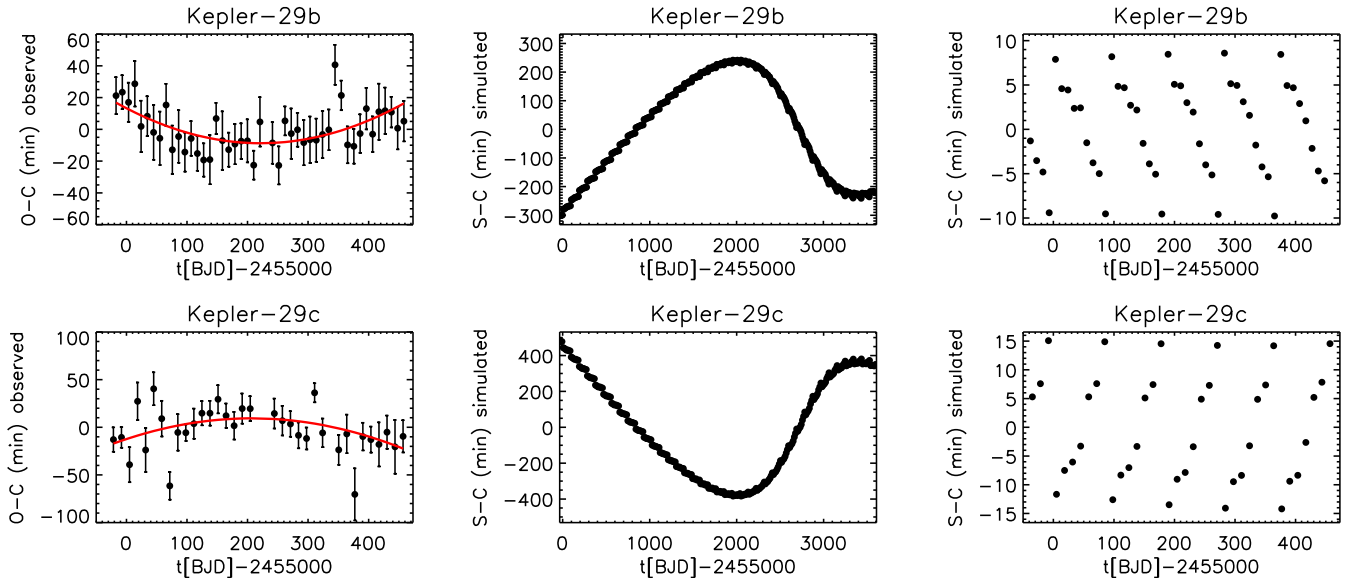 Kepler-29b
O-C (min) observed
60
40
20
0
-20
-40
-60
0 100 200 300 400
t[BJD]-2455000
Kepler-29b
S-C (min) simulated
300
200
100
0
-100
-200
-300
0 1000 2000 3000
t[BJD]-2455000
Kepler-29b
S-C (min) simulated
10
5
0
-5
-10
0 100 200 300 400
t[BJD]-2455000
Kepler-29c
O-C (min) observed
100
50
0
-50
-100
0 100 200 300 400
t[BJD]-2455000
Kepler-29c
S-C (min) simulated
400
200
0
-200
-400
0 1000 2000 3000
t[BJD]-2455000
Kepler-29c
S-C (min) simulated
15
10
5
0
-5
-10
-15
0 100 200 300 400
t[BJD]-2455000